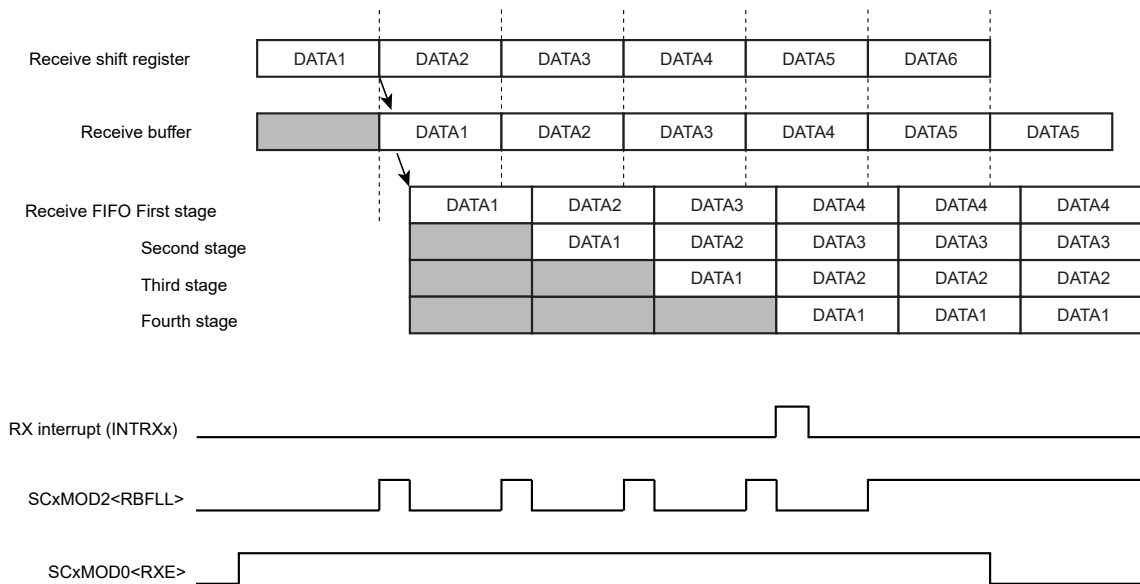 Receive shift register DATA1 DATA2 DATA3 DATA4 DATA5 DATA6
Receive buffer DATA1 DATA2 DATA3 DATA4 DATA5 DATA5
Receive FIFO First stage DATA1 DATA2 DATA3 DATA4 DATA4 DATA4
Second stage DATA1 DATA2 DATA3 DATA3 DATA3
Third stage DATA1 DATA2 DATA2 DATA2
Fourth stage DATA1 DATA1 DATA1
RX interrupt (INTRXx)
SCxMOD2<RBFLL>
SCxMOD0<RXE>